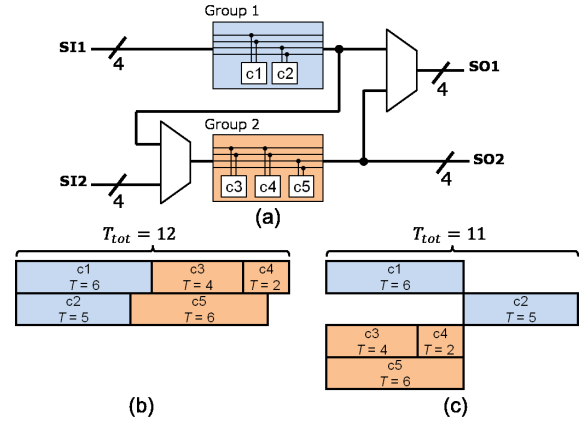 Group 1
SI1
4
c1
c2
SO1
4
Group 2
SI2
4
c3
c4
c5
SO2
4
(a)
T_tot = 12
c1
T = 6
c3
T = 4
c4
T = 2
c2
T = 5
c5
T = 6
(b)
T_tot = 11
c1
T = 6
c2
T = 5
c3
T = 4
c4
T = 2
c5
T = 6
(c)